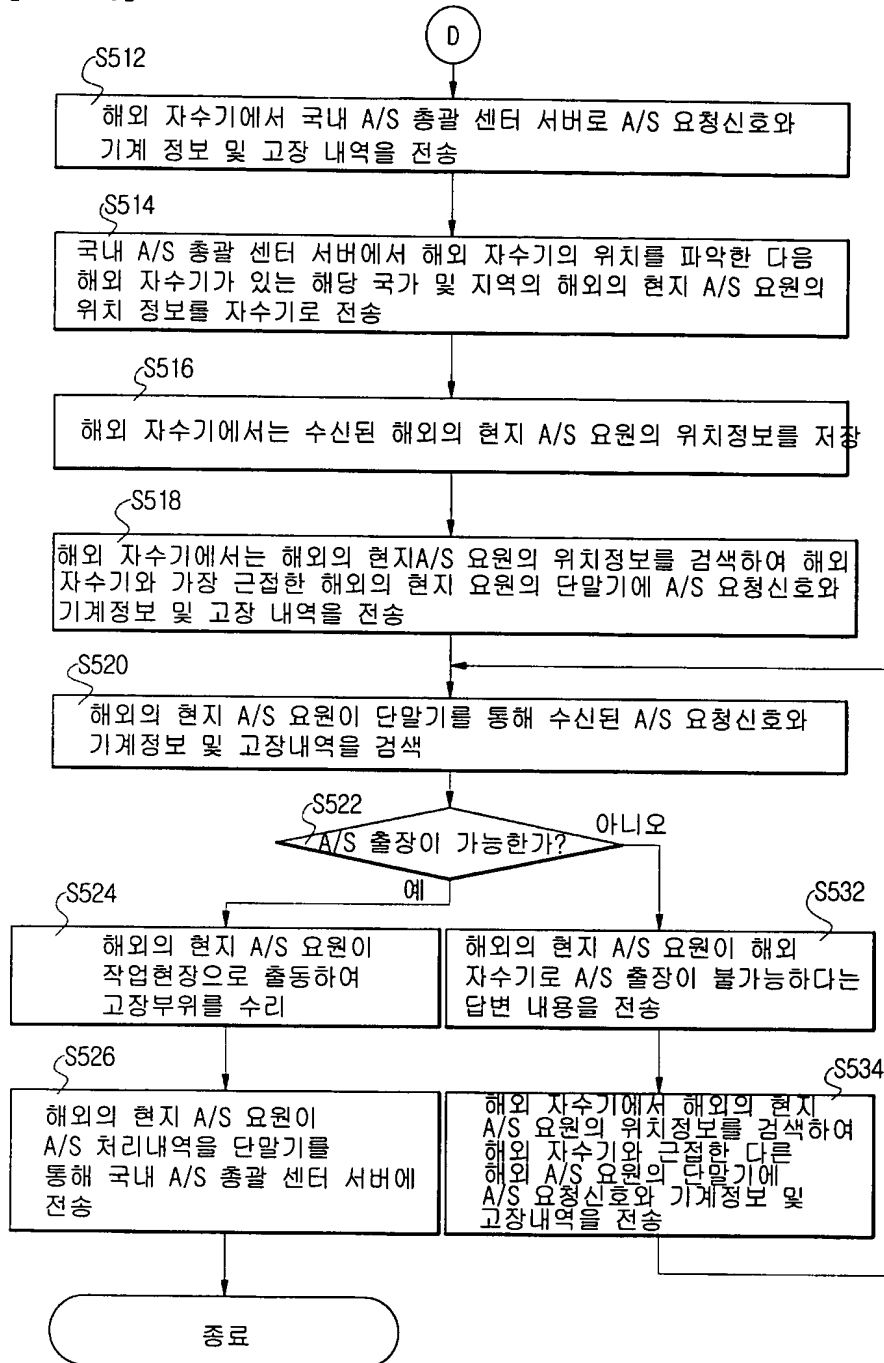 D
S512
해외 자수기에서 국내 A/S 총괄 센터 서버로 A/S 요청신호와
기계 정보 및 고장 내역을 전송
S514
국내 A/S 총괄 센터 서버에서 해외 자수기의 위치를 파악한 다음
해외 자수기가 있는 해당 국가 및 지역의 해외의 현지 A/S 요원의
위치 정보를 자수기로 전송
S516
해외 자수기에서는 수신된 해외의 현지 A/S 요원의 위치정보를 저장
S518
해외 자수기에서는 해외의 현지A/S 요원의 위치정보를 검색하여 해외
자수기와 가장 근접한 해외의 현지 요원의 단말기에 A/S 요청신호와
기계정보 및 고장 내역을 전송
S520
해외의 현지 A/S 요원이 단말기를 통해 수신된 A/S 요청신호와
기계정보 및 고장내역을 검색
S522
A/S 출장이 가능한가?
아니오
예
S524
해외의 현지 A/S 요원이
작업현장으로 출동하여
고장부위를 수리
S532
해외의 현지 A/S 요원이 해외
자수기로 A/S 출장이 불가능하다는
답변 내용을 전송
S526
해외의 현지 A/S 요원이
A/S 처리내역을 단말기를
통해 국내 A/S 총괄 센터 서버에
전송
S534
해외 자수기에서 해외의 현지
A/S 요원의 위치정보를 검색하여
해외 자수기와 근접한 다른
해외 A/S 요원의 단말기에
A/S 요청신호와 기계정보 및
고장내역을 전송
종료